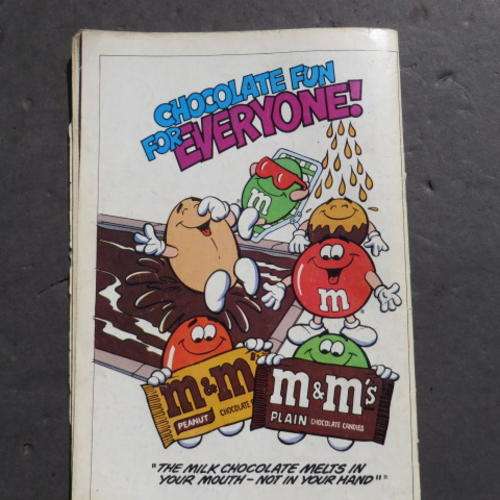 CHOCOLATE FUN
FOR EVERYONE!
m
m
m&m's
PEANUT CHOCOLATE
m&m's
PLAIN CHOCOLATE CANDIES
"THE MILK CHOCOLATE MELTS IN
YOUR MOUTH - NOT IN YOUR HAND"®